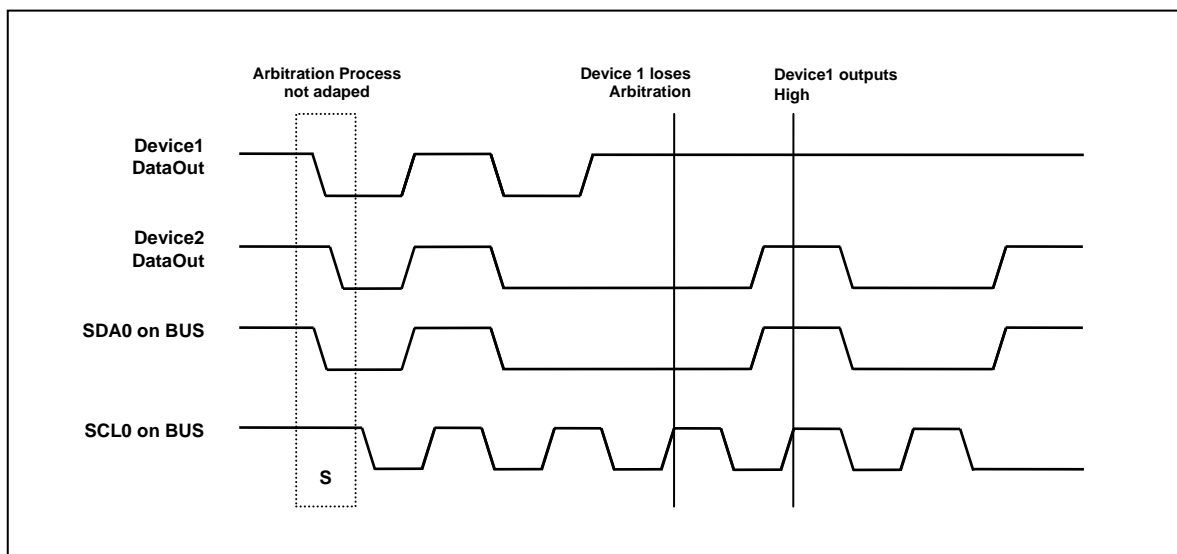 Arbitration Process
not adaped
Device 1 loses
Arbitration
Device1 outputs
High
Device1
DataOut
Device2
DataOut
SDA0 on BUS
SCL0 on BUS
S